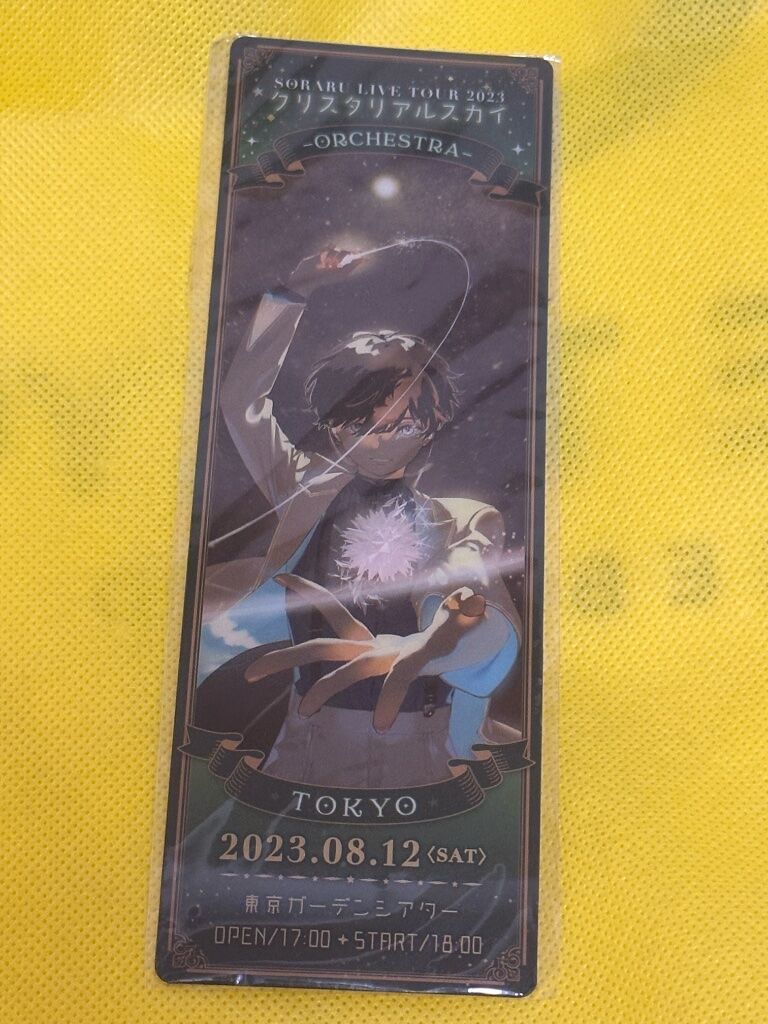 SORARU LIVE TOUR 2023
クリスタリアルスカイ
-ORCHESTRA-
TOKYO
2023.08.12〈SAT〉
東京ガーデンシアター
OPEN/17:00 ✦ START/18:00